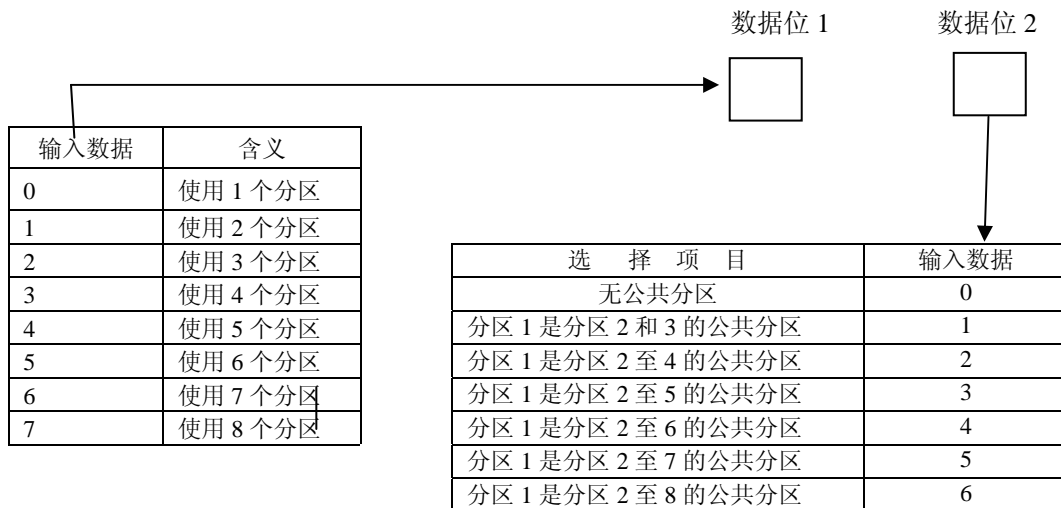 数据位 1 数据位 2
输入数据 含义
0 使用 1 个分区
1 使用 2 个分区
2 使用 3 个分区
3 使用 4 个分区
4 使用 5 个分区
5 使用 6 个分区
6 使用 7 个分区
7 使用 8 个分区
选 择 项 目 输入数据
无公共分区 0
分区 1 是分区 2 和 3 的公共分区 1
分区 1 是分区 2 至 4 的公共分区 2
分区 1 是分区 2 至 5 的公共分区 3
分区 1 是分区 2 至 6 的公共分区 4
分区 1 是分区 2 至 7 的公共分区 5
分区 1 是分区 2 至 8 的公共分区 6